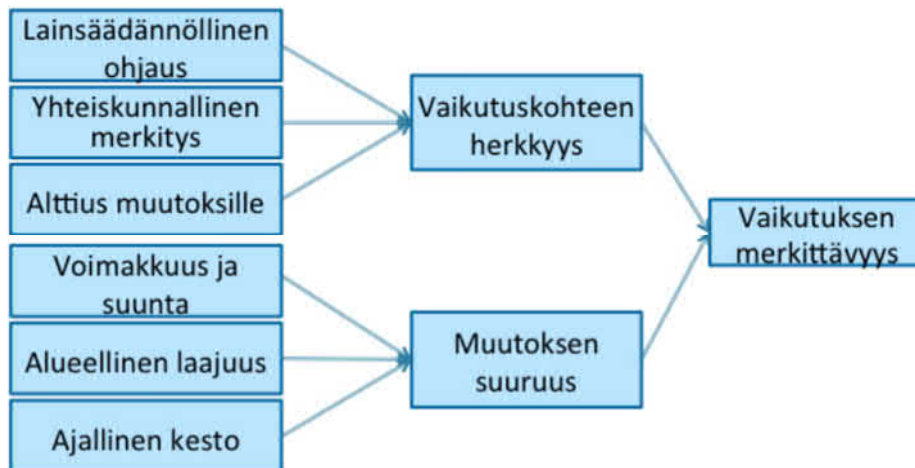 Lainsäädännöllinen
ohjaus
Yhteiskunnallinen
merkitys
Alttius muutoksille
Vaikutuskohteen
herkkyys
Voimakkuus ja
suunta
Alueellinen laajuus
Ajallinen kesto
Muutoksen
suuruus
Vaikutuksen
merkittävyys